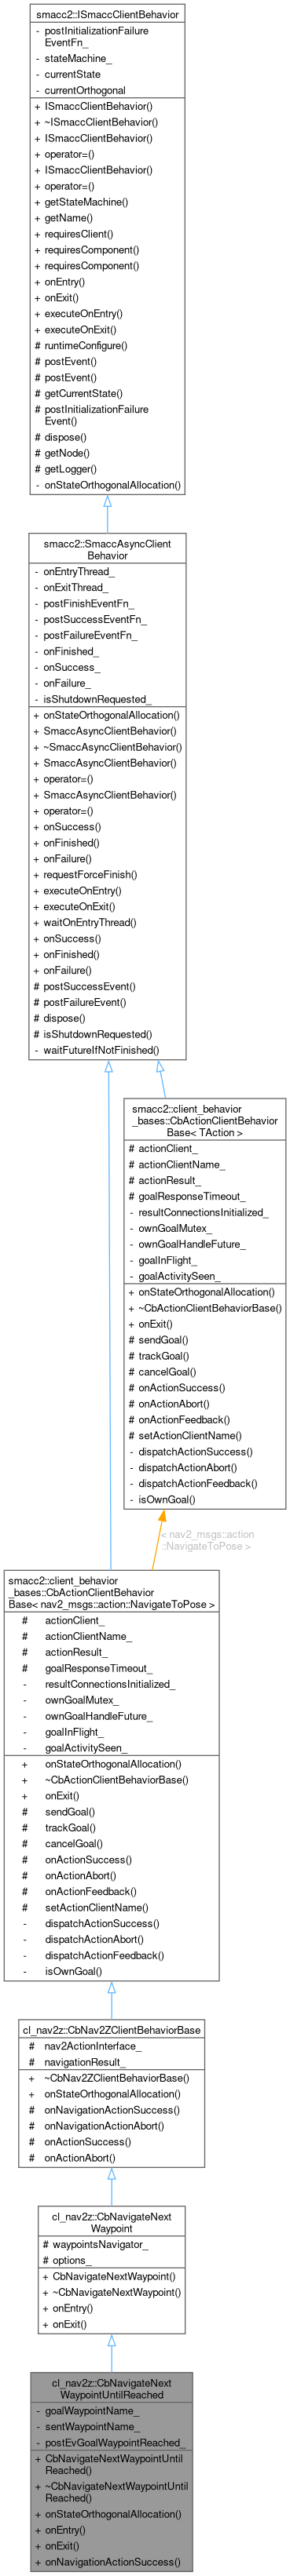 smacc2::ISmaccClientBehavior
- postInitializationFailure
EventFn_
- stateMachine_
- currentState
- currentOrthogonal
+ ISmaccClientBehavior()
+ ~ISmaccClientBehavior()
+ ISmaccClientBehavior()
+ operator=()
+ ISmaccClientBehavior()
+ operator=()
+ getStateMachine()
+ getName()
+ requiresClient()
+ requiresComponent()
+ requiresComponent()
+ onEntry()
+ onExit()
+ executeOnEntry()
+ executeOnExit()
# runtimeConfigure()
# postEvent()
# postEvent()
# getCurrentState()
# postInitializationFailure
Event()
# dispose()
# getNode()
# getLogger()
- onStateOrthogonalAllocation()
smacc2::SmaccAsyncClient
Behavior
- onEntryThread_
- onExitThread_
- postFinishEventFn_
- postSuccessEventFn_
- postFailureEventFn_
- onFinished_
- onSuccess_
- onFailure_
- isShutdownRequested_
+ onStateOrthogonalAllocation()
+ SmaccAsyncClientBehavior()
+ ~SmaccAsyncClientBehavior()
+ SmaccAsyncClientBehavior()
+ operator=()
+ SmaccAsyncClientBehavior()
+ operator=()
+ onSuccess()
+ onFinished()
+ onFailure()
+ requestForceFinish()
+ executeOnEntry()
+ executeOnExit()
+ waitOnEntryThread()
+ onSuccess()
+ onFinished()
+ onFailure()
# postSuccessEvent()
# postFailureEvent()
# dispose()
# isShutdownRequested()
- waitFutureIfNotFinished()
smacc2::client_behavior
_bases::CbActionClientBehavior
Base< TAction >
# actionClient_
# actionClientName_
# actionResult_
# goalResponseTimeout_
- resultConnectionsInitialized_
- ownGoalMutex_
- ownGoalHandleFuture_
- goalInFlight_
- goalActivitySeen_
+ onStateOrthogonalAllocation()
+ ~CbActionClientBehaviorBase()
+ onExit()
# sendGoal()
# trackGoal()
# cancelGoal()
# onActionSuccess()
# onActionAbort()
# onActionFeedback()
# setActionClientName()
- dispatchActionSuccess()
- dispatchActionAbort()
- dispatchActionFeedback()
- isOwnGoal()
< nav2_msgs::action
::NavigateToPose >
smacc2::client_behavior
_bases::CbActionClientBehavior
Base< nav2_msgs::action::NavigateToPose >
# actionClient_
# actionClientName_
# actionResult_
# goalResponseTimeout_
- resultConnectionsInitialized_
- ownGoalMutex_
- ownGoalHandleFuture_
- goalInFlight_
- goalActivitySeen_
+ onStateOrthogonalAllocation()
+ ~CbActionClientBehaviorBase()
+ onExit()
# sendGoal()
# trackGoal()
# cancelGoal()
# onActionSuccess()
# onActionAbort()
# onActionFeedback()
# setActionClientName()
- dispatchActionSuccess()
- dispatchActionAbort()
- dispatchActionFeedback()
- isOwnGoal()
cl_nav2z::CbNav2ZClientBehaviorBase
# nav2ActionInterface_
# navigationResult_
+ ~CbNav2ZClientBehaviorBase()
+ onStateOrthogonalAllocation()
# onNavigationActionSuccess()
# onNavigationActionAbort()
# onActionSuccess()
# onActionAbort()
cl_nav2z::CbNavigateNext
Waypoint
# waypointsNavigator_
# options_
+ CbNavigateNextWaypoint()
+ ~CbNavigateNextWaypoint()
+ onEntry()
+ onExit()
cl_nav2z::CbNavigateNext
WaypointUntilReached
- goalWaypointName_
- sentWaypointName_
- postEvGoalWaypointReached_
+ CbNavigateNextWaypointUntil
Reached()
+ ~CbNavigateNextWaypointUntil
Reached()
+ onStateOrthogonalAllocation()
+ onEntry()
+ onExit()
+ onNavigationActionSuccess()